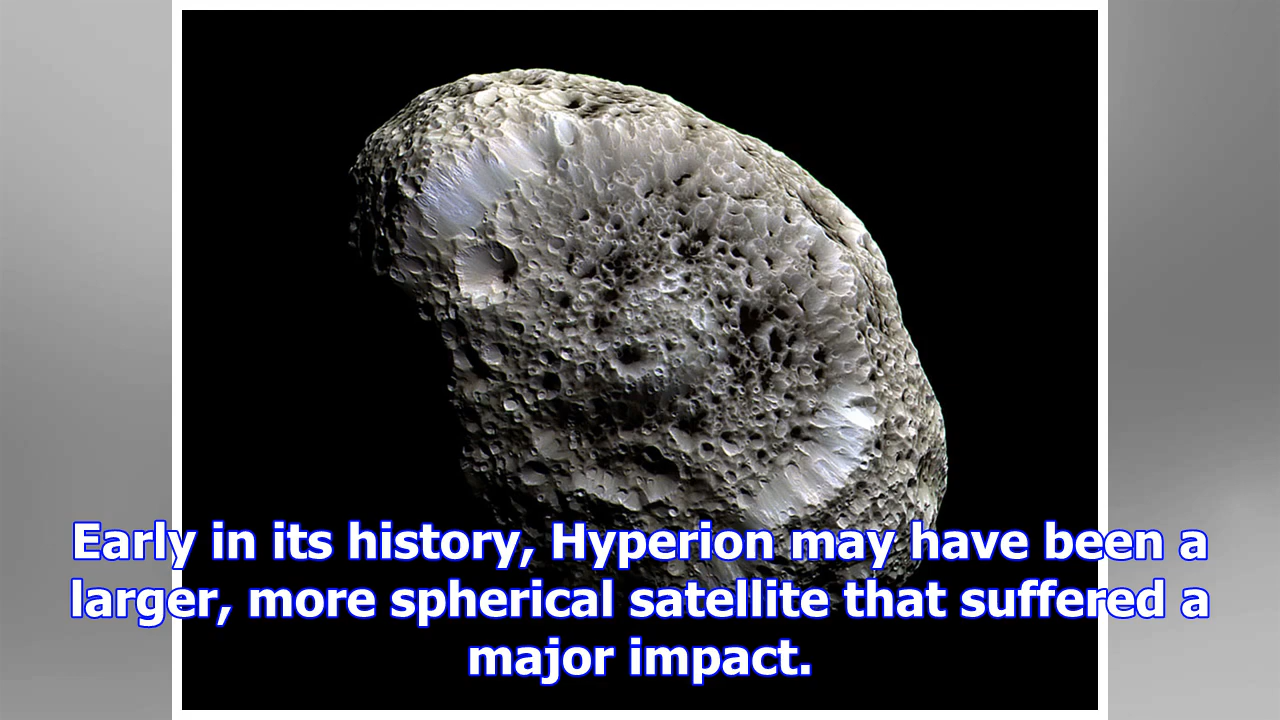 Early in its history, Hyperion may have been a
larger, more spherical satellite that suffered a
major impact.